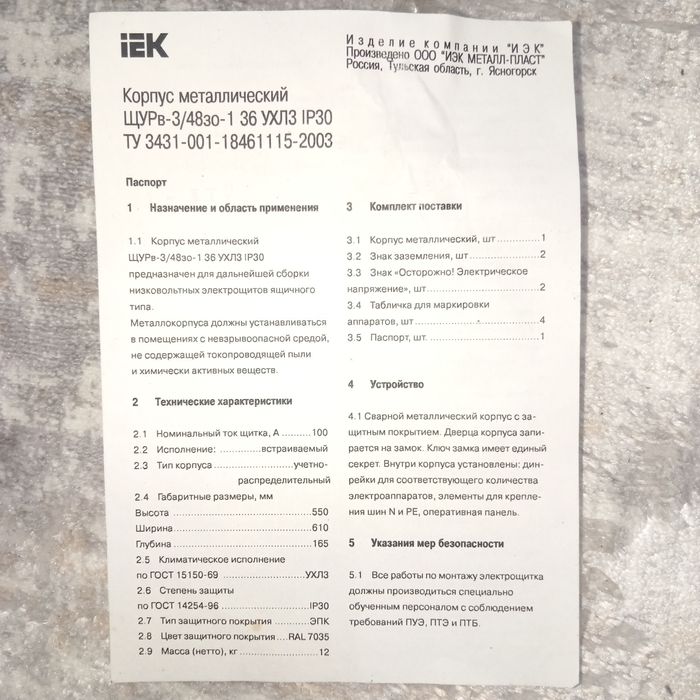 iEK
Изделие компании "ИЭК"
Произведено ООО "ИЭК МЕТАЛЛ-ПЛАСТ"
Россия, Тульская область, г. Ясногорск
Корпус металлический
ЩУРв-3/48зо-1 36 УХЛ3 IP30
ТУ 3431-001-18461115-2003
Паспорт
1 Назначение и область применения
1.1 Корпус металлический
ЩУРв-3/48зо-1 36 УХЛ3 IP30
предназначен для дальнейшей сборки
низковольтных электрощитов ящичного
типа.
Металлокорпуса должны устанавливаться
в помещениях с невзрывоопасной средой,
не содержащей токопроводящей пыли
и химически активных веществ.
2 Технические характеристики
2.1 Номинальный ток щитка, А ..........100
2.2 Исполнение: ...............встраиваемый
2.3 Тип корпуса ........................учетно-
распределительный
2.4 Габаритные размеры, мм
Высота ..............................................550
Ширина .............................................610
Глубина .............................................165
2.5 Климатическое исполнение
по ГОСТ 15150-69 ..........................УХЛ3
2.6 Степень защиты
по ГОСТ 14254-96 ...........................IP30
2.7 Тип защитного покрытия ............ЭПК
2.8 Цвет защитного покрытия....RAL 7035
2.9 Масса (нетто), кг ..........................12
3 Комплект поставки
3.1 Корпус металлический, шт .............1
3.2 Знак заземления, шт ......................2
3.3 Знак «Осторожно! Электрическое
напряжение», шт ...................................2
3.4 Табличка для маркировки
аппаратов, шт ......................................4
3.5 Паспорт, шт. ..................................1
4 Устройство
4.1 Сварной металлический корпус с за-
щитным покрытием. Дверца корпуса запи-
рается на замок. Ключ замка имеет единый
секрет. Внутри корпуса установлены: дин-
рейки для соответствующего количества
электроаппаратов, элементы для крепле-
ния шин N и PE, оперативная панель.
5 Указания мер безопасности
5.1 Все работы по монтажу электрощитка
должны производиться специально
обученным персоналом с соблюдением
требований ПУЭ, ПТЭ и ПТБ.